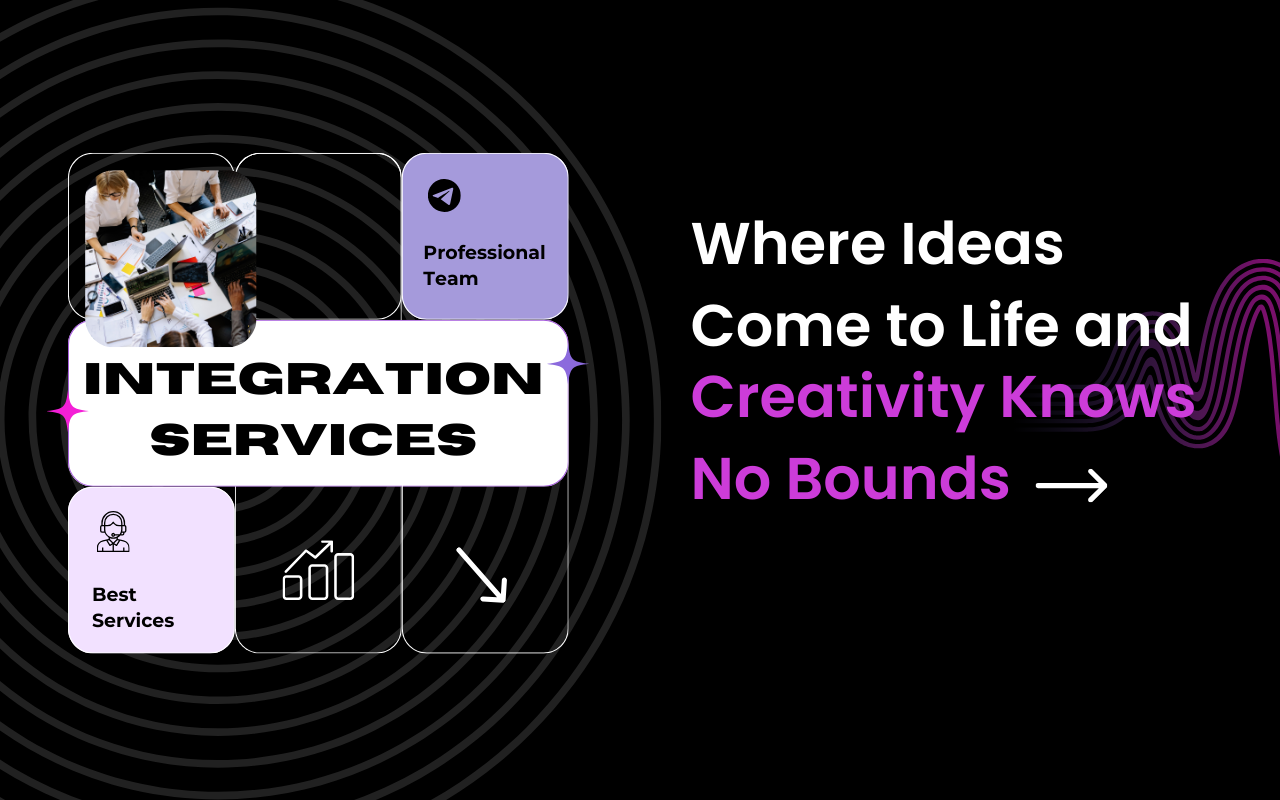 Professional
Team
INTEGRATION
SERVICES
Best
Services
Where Ideas
Come to Life and
Creativity Knows
No Bounds